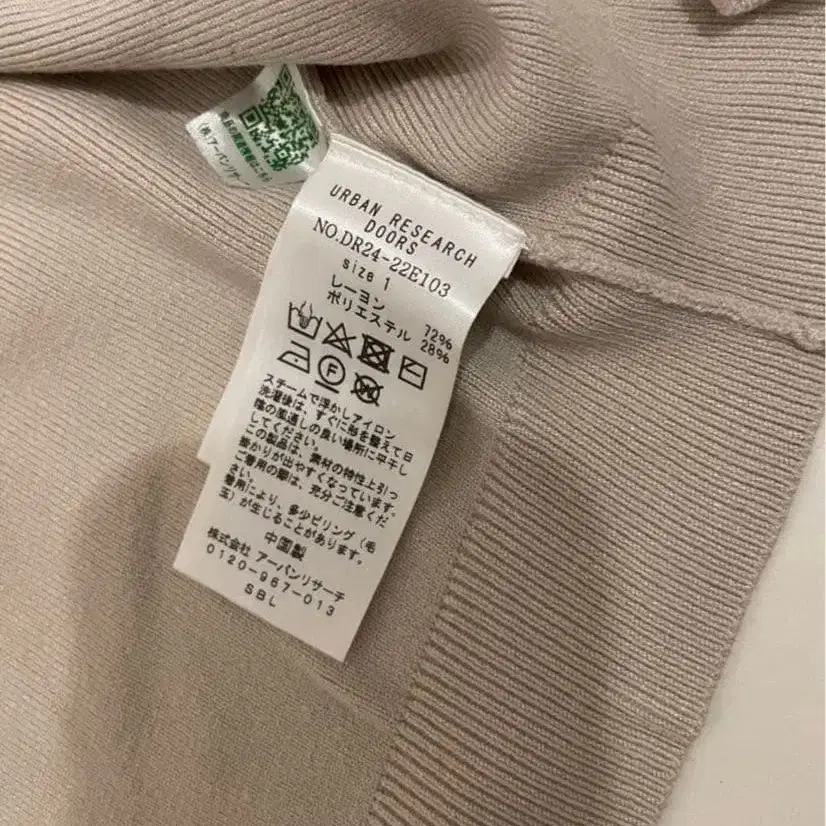 URBAN RESEARCH
DOORS
NO.DR24-22E103
size 1
レーヨン 72%
ポリエステル 28%
スチームで浮かしアイロン
洗濯後は、すぐに形を整えて日
陰の風通しの良い場所に平干し
してください。
この製品は、素材の特性上引っ
掛かりが出やすくなっています。
ご着用の際は、充分ご注意くだ
さい。
着用により、多少ピリング(毛
玉)が生じることがあります。
中国製
株式会社 アーバンリサーチ
0120-967-013
SBL